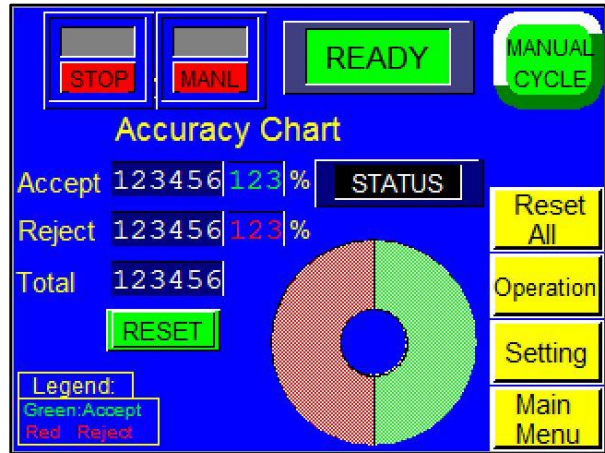 STOP
MANL
READY
MANUAL
CYCLE
Accuracy Chart
Accept 123456 123 %
STATUS
Reject 123456 123 %
Total 123456
RESET
Reset
All
Operation
Setting
Main
Menu
Legend:
Green:Accept
Red Reject